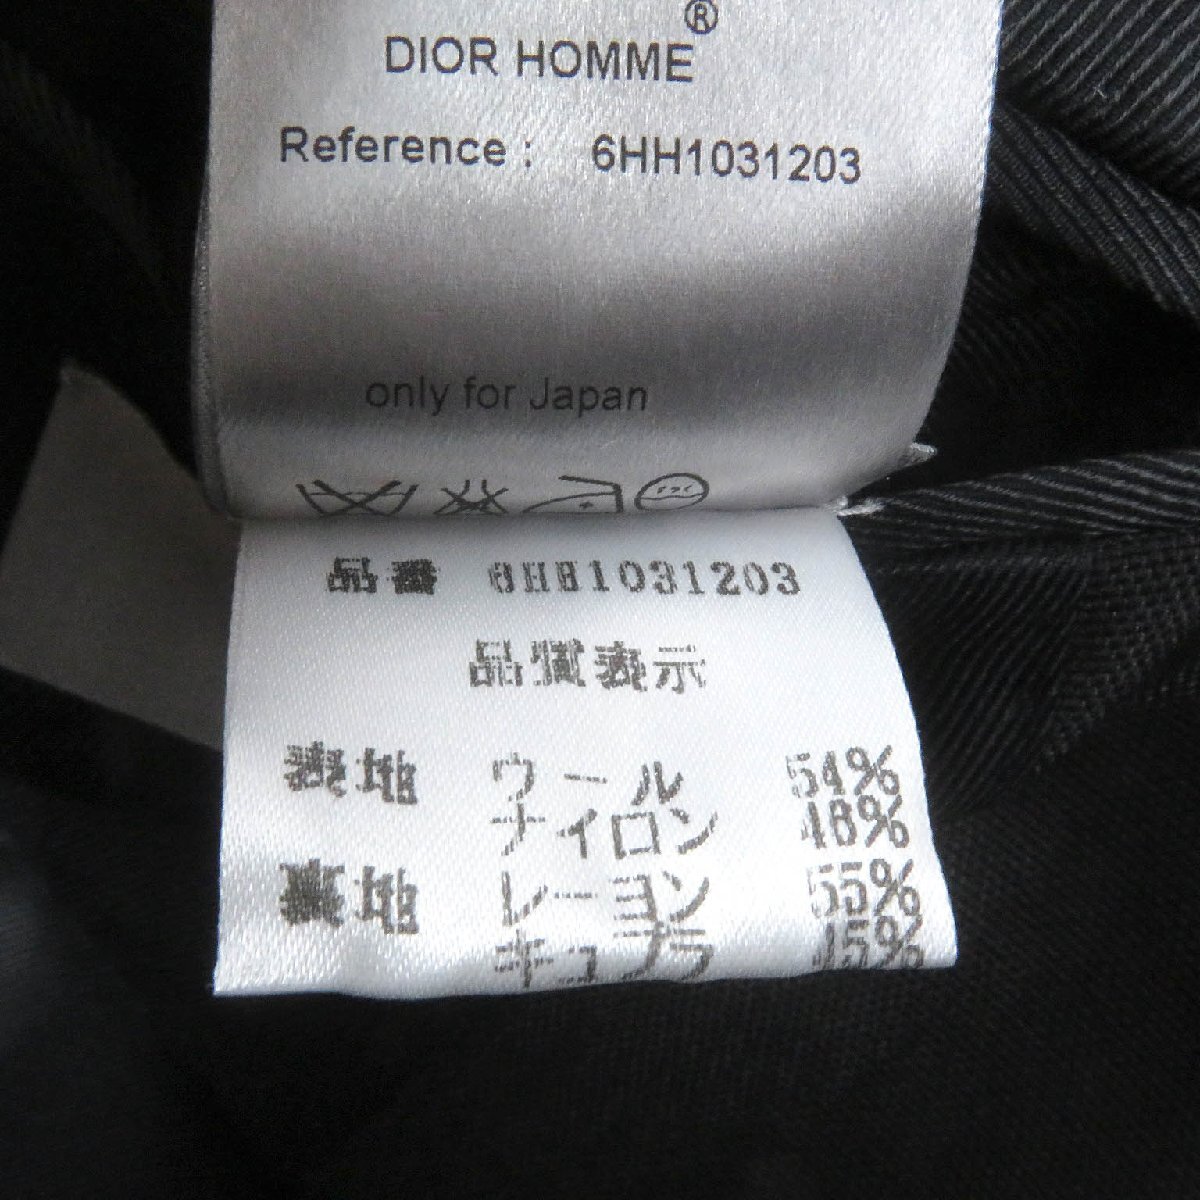 DIOR HOMME®
Reference : 6HH1031203
only for Japan
品番 6HH1031203
品質表示
表地 ウール 54%
ナイロン 46%
裏地 レーヨン 55%
キュプラ 45%